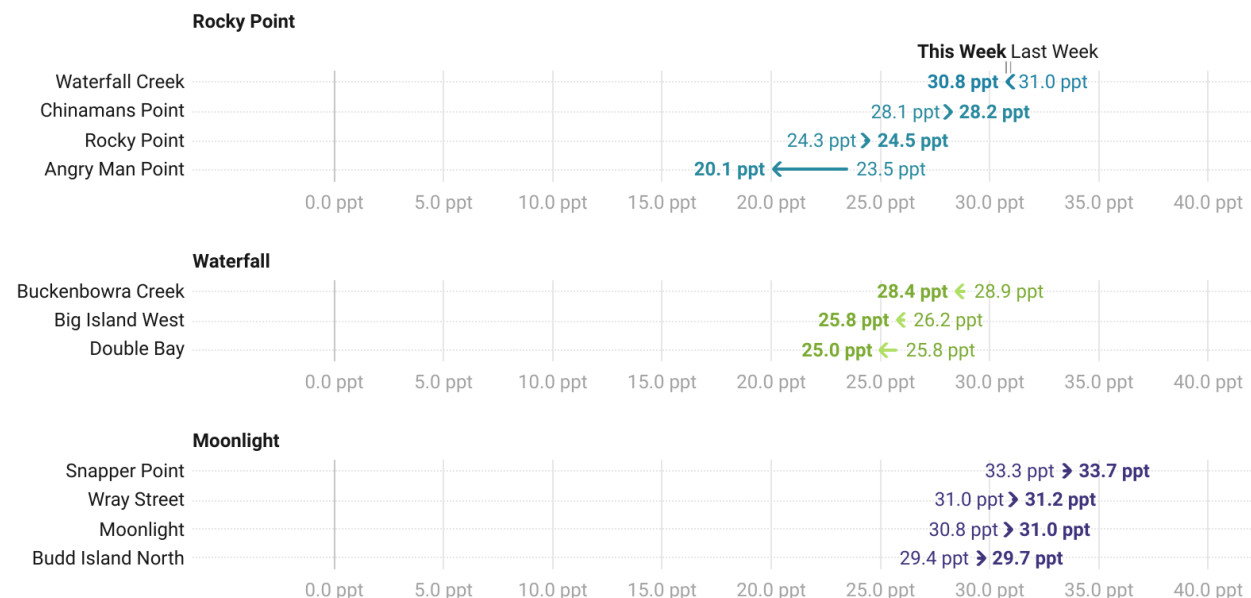 Rocky Point
This Week Last Week
Waterfall Creek 30.8 ppt 31.0 ppt
Chinamans Point 28.1 ppt 28.2 ppt
Rocky Point 24.3 ppt 24.5 ppt
Angry Man Point 20.1 ppt 23.5 ppt
0.0 ppt 5.0 ppt 10.0 ppt 15.0 ppt 20.0 ppt 25.0 ppt 30.0 ppt 35.0 ppt 40.0 ppt
Waterfall
Buckenbowra Creek 28.4 ppt 28.9 ppt
Big Island West 25.8 ppt 26.2 ppt
Double Bay 25.0 ppt 25.8 ppt
0.0 ppt 5.0 ppt 10.0 ppt 15.0 ppt 20.0 ppt 25.0 ppt 30.0 ppt 35.0 ppt 40.0 ppt
Moonlight
Snapper Point 33.3 ppt 33.7 ppt
Wray Street 31.0 ppt 31.2 ppt
Moonlight 30.8 ppt 31.0 ppt
Budd Island North 29.4 ppt 29.7 ppt
0.0 ppt 5.0 ppt 10.0 ppt 15.0 ppt 20.0 ppt 25.0 ppt 30.0 ppt 35.0 ppt 40.0 ppt